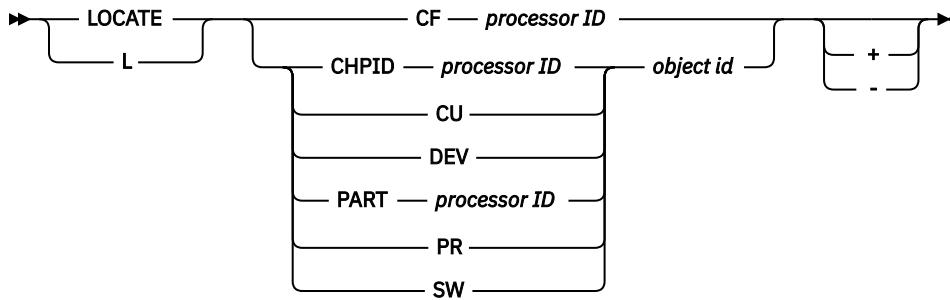 LOCATE CF processor ID
L CHPID processor ID object id +
-
CU
DEV
PART processor ID
PR
SW